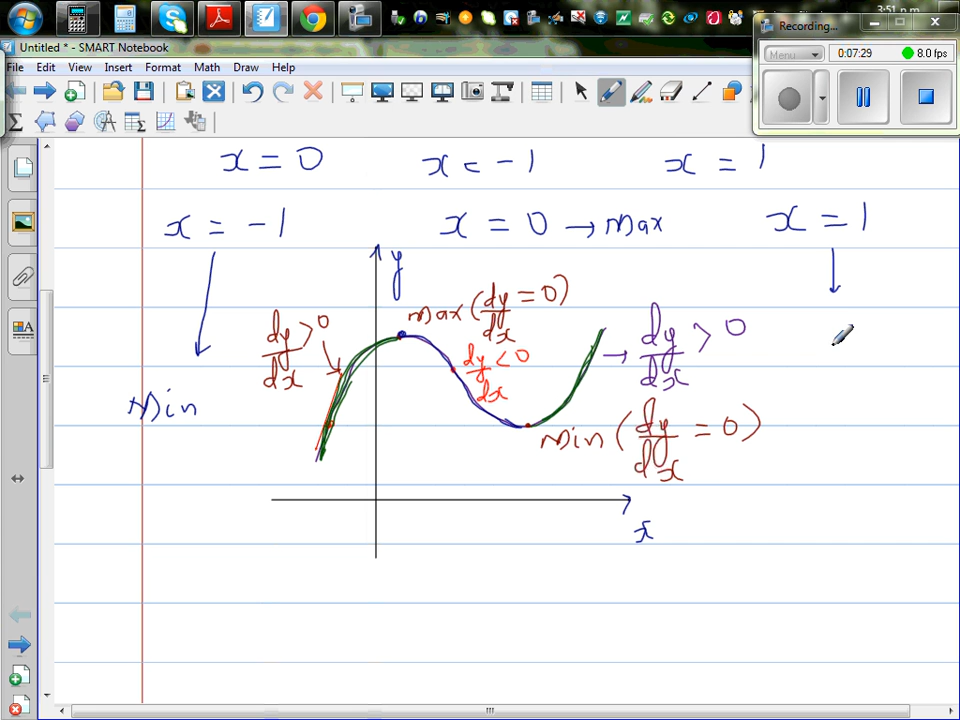 3:51 p.m.
Recording...
Untitled * - SMART Notebook
Menu
0:07:29
8.0 fps
File Edit View Insert Format Math Draw Help
x = 0
x = -1
x = 1
x = -1
x = 0 → Max
x = 1
y
Max (dy/dx = 0)
dy/dx > 0
dy/dx < 0
→ dy/dx > 0
Min
Min (dy/dx = 0)
x